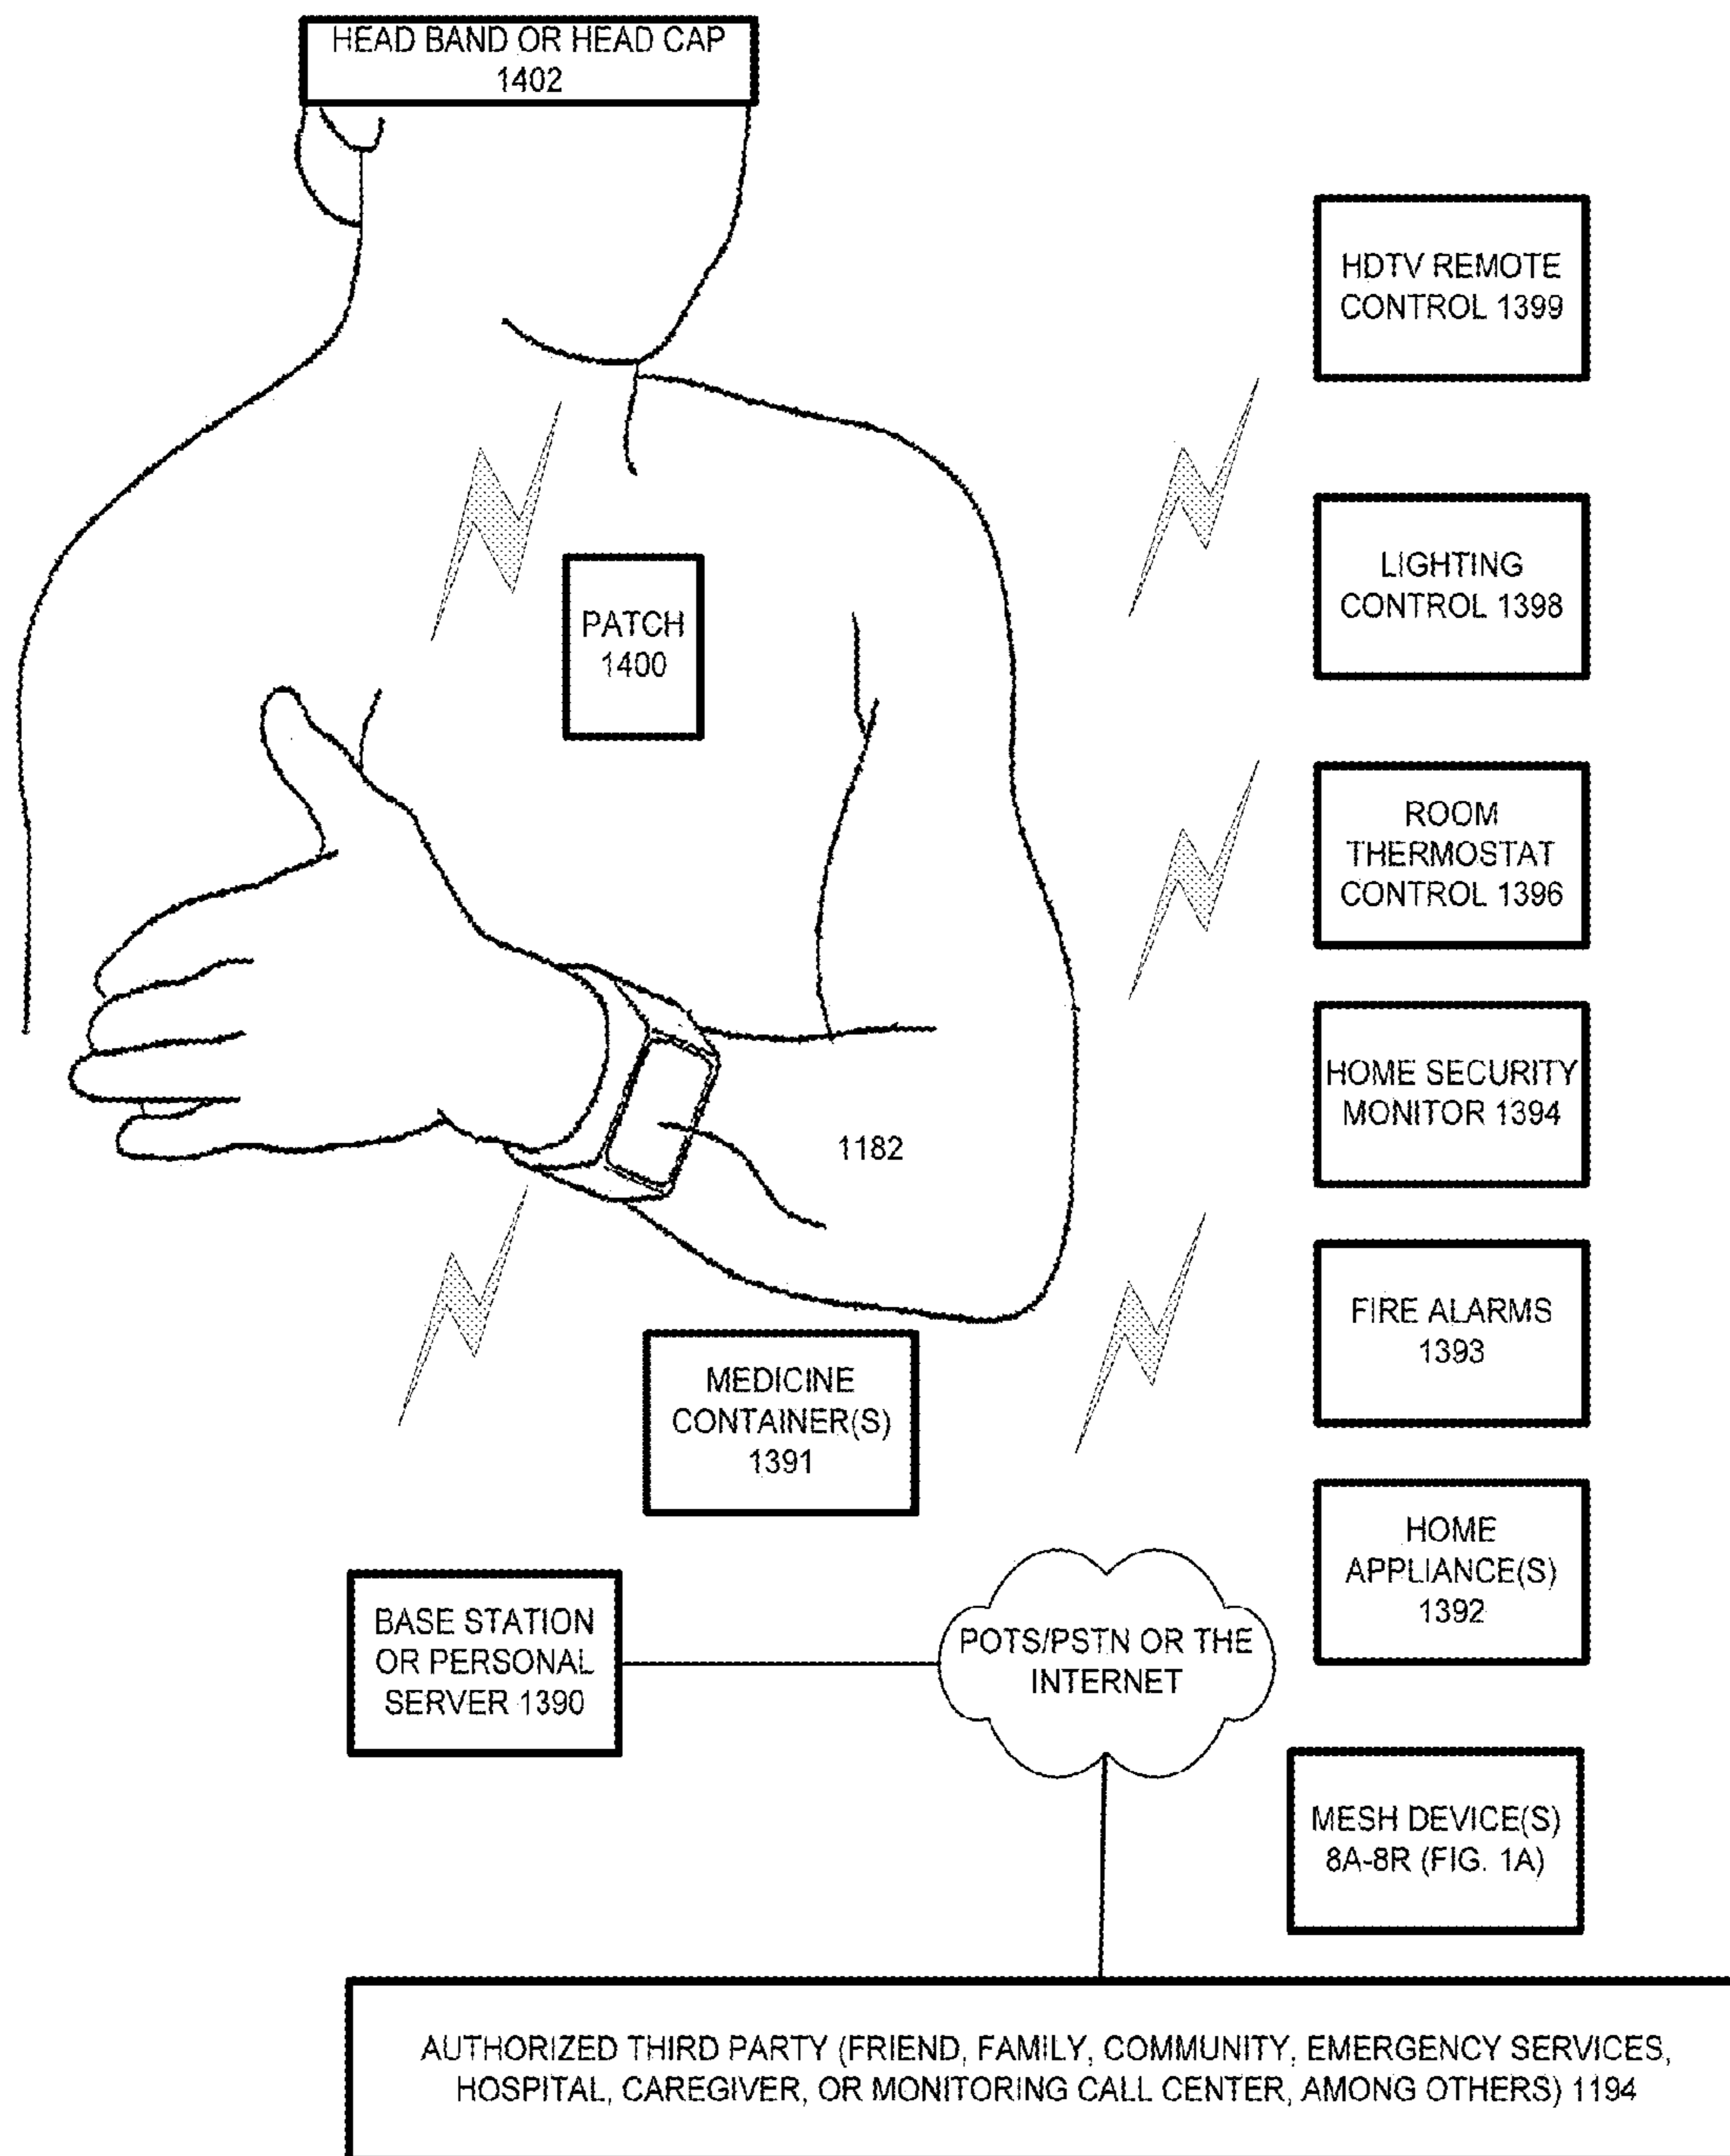 HEAD BAND OR HEAD CAP
1402
HDTV REMOTE
CONTROL 1399
LIGHTING
CONTROL 1398
PATCH
1400
ROOM
THERMOSTAT
CONTROL 1396
HOME SECURITY
MONITOR 1394
1182
FIRE ALARMS
1393
MEDICINE
CONTAINER(S)
1391
HOME
APPLIANCE(S)
1392
BASE STATION
OR PERSONAL
SERVER 1390
POTS/PSTN OR THE
INTERNET
MESH DEVICE(S)
8A-8R (FIG. 1A)
AUTHORIZED THIRD PARTY (FRIEND, FAMILY, COMMUNITY, EMERGENCY SERVICES,
HOSPITAL, CAREGIVER, OR MONITORING CALL CENTER, AMONG OTHERS) 1194